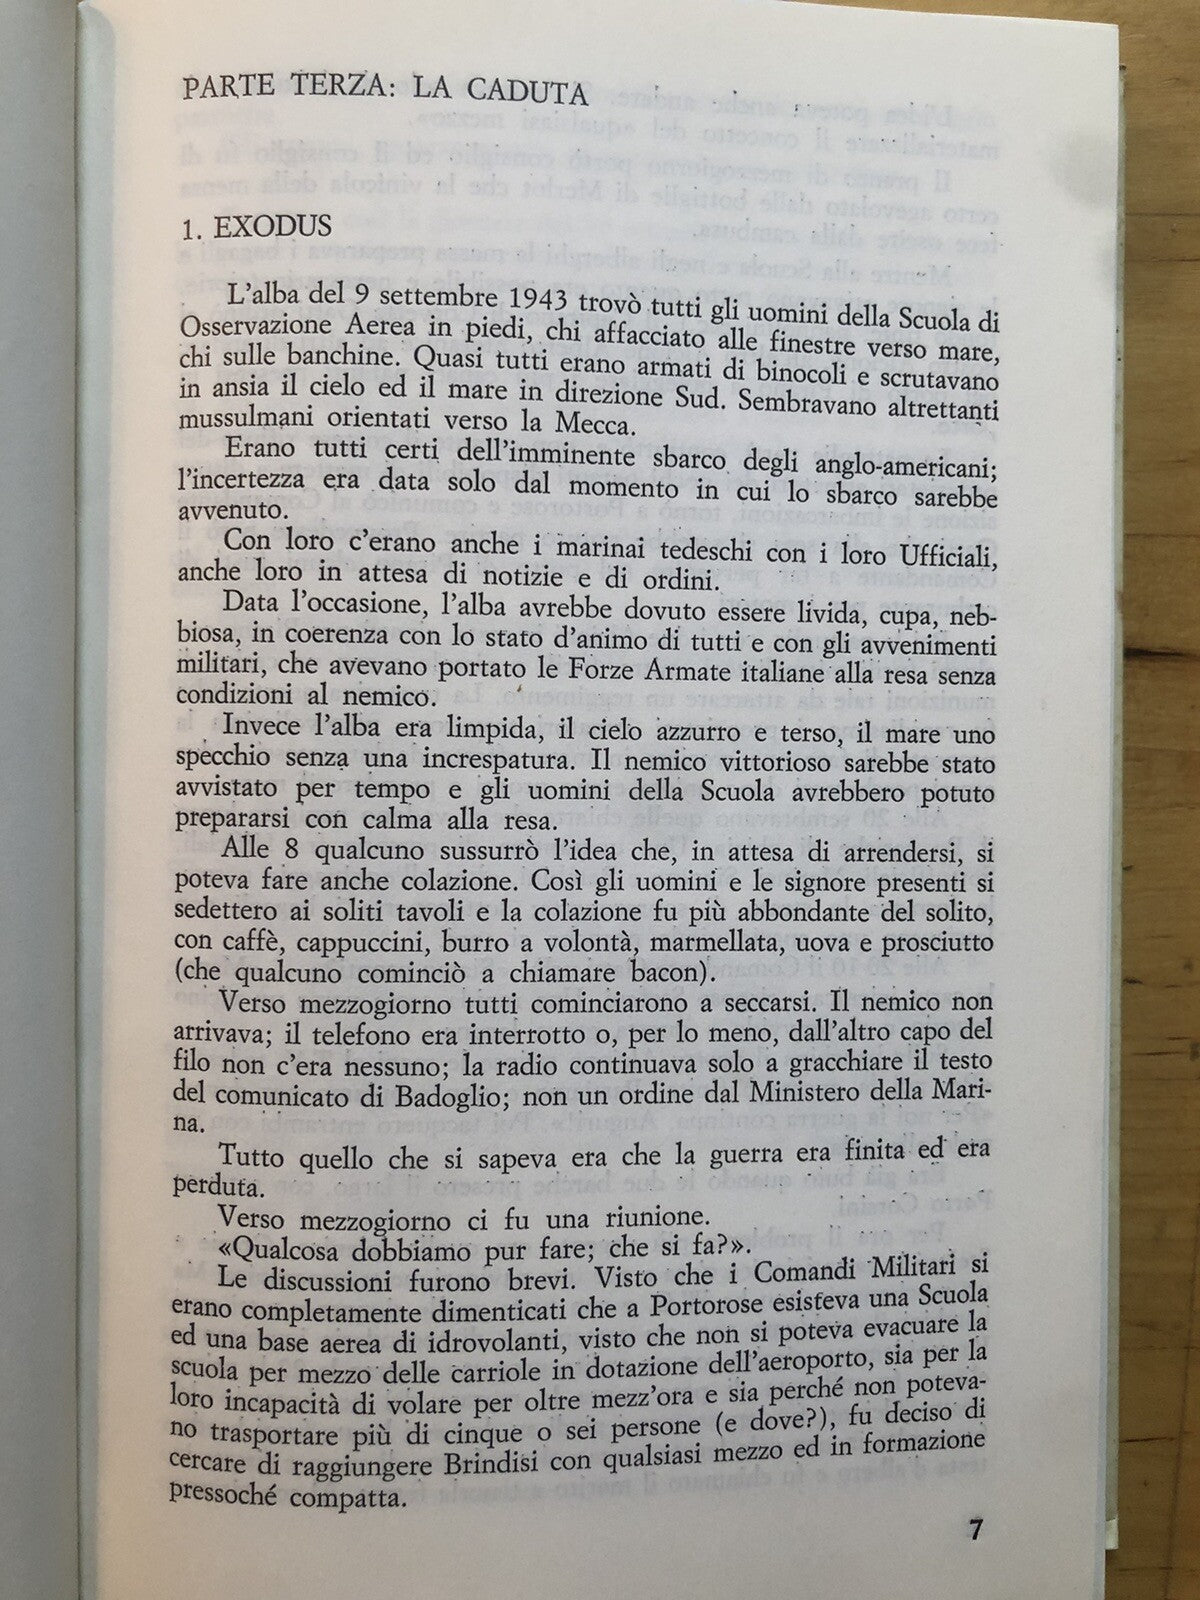 PARTE TERZA: LA CADUTA
1. EXODUS
L'alba del 9 settembre 1943 trovò tutti gli uomini della Scuola di
Osservazione Aerea in piedi, chi affacciato alle finestre verso mare,
chi sulle banchine. Quasi tutti erano armati di binocoli e scrutavano
in ansia il cielo ed il mare in direzione Sud. Sembravano altrettanti
mussulmani orientati verso la Mecca.
Erano tutti certi dell'imminente sbarco degli anglo-americani;
l'incertezza era data solo dal momento in cui lo sbarco sarebbe
avvenuto.
Con loro c'erano anche i marinai tedeschi con i loro Ufficiali,
anche loro in attesa di notizie e di ordini.
Data l'occasione, l'alba avrebbe dovuto essere livida, cupa, neb-
biosa, in coerenza con lo stato d'animo di tutti e con gli avvenimenti
militari, che avevano portato le Forze Armate italiane alla resa senza
condizioni al nemico.
Invece l'alba era limpida, il cielo azzurro e terso, il mare uno
specchio senza una increspatura. Il nemico vittorioso sarebbe stato
avvistato per tempo e gli uomini della Scuola avrebbero potuto
prepararsi con calma alla resa.
Alle 8 qualcuno sussurrò l'idea che, in attesa di arrendersi, si
poteva fare anche colazione. Così gli uomini e le signore presenti si
sedettero ai soliti tavoli e la colazione fu più abbondante del solito,
con caffè, cappuccini, burro a volontà, marmellata, uova e prosciutto
(che qualcuno cominciò a chiamare bacon).
Verso mezzogiorno tutti cominciarono a seccarsi. Il nemico non
arrivava; il telefono era interrotto o, per lo meno, dall'altro capo del
filo non c'era nessuno; la radio continuava solo a gracchiare il testo
del comunicato di Badoglio; non un ordine dal Ministero della Mari-
na.
Tutto quello che si sapeva era che la guerra era finita ed era
perduta.
Verso mezzogiorno ci fu una riunione.
«Qualcosa dobbiamo pur fare; che si fa?».
Le discussioni furono brevi. Visto che i Comandi Militari si
erano completamente dimenticati che a Portorose esisteva una Scuola
ed una base aerea di idrovolanti, visto che non si poteva evacuare la
scuola per mezzo delle carriole in dotazione dell'aeroporto, sia per la
loro incapacità di volare per oltre mezz'ora e sia perché non poteva-
no trasportare più di cinque o sei persone (e dove?), fu deciso di
cercare di raggiungere Brindisi con qualsiasi mezzo ed in formazione
pressoché compatta.
7